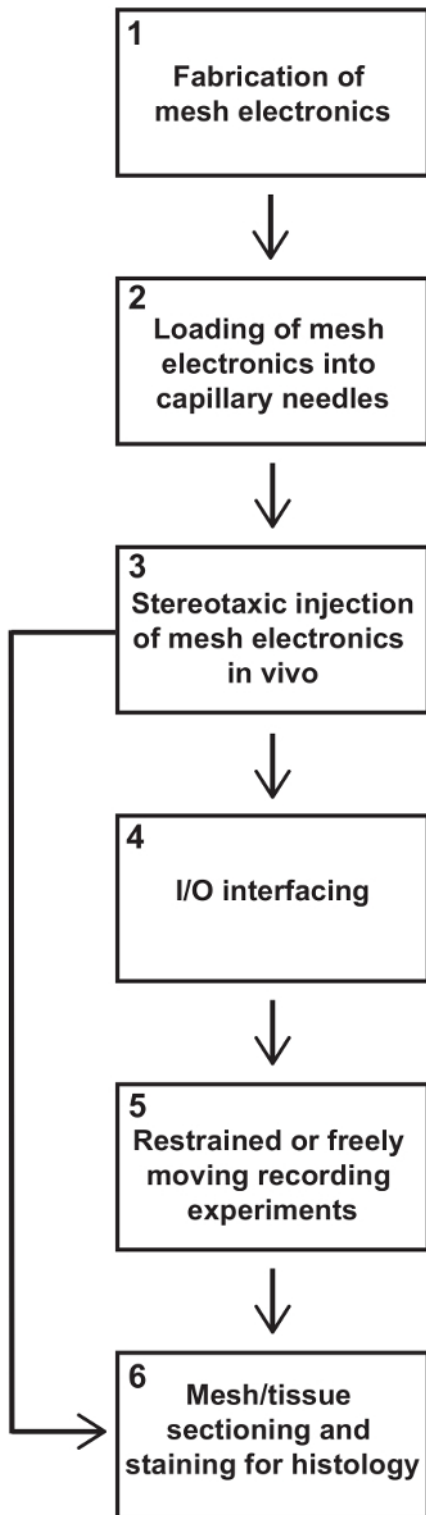 1
Fabrication of
mesh electronics
2
Loading of mesh
electronics into
capillary needles
3
Stereotaxic injection
of mesh electronics
in vivo
4
I/O interfacing
5
Restrained or freely
moving recording
experiments
6
Mesh/tissue
sectioning and
staining for histology